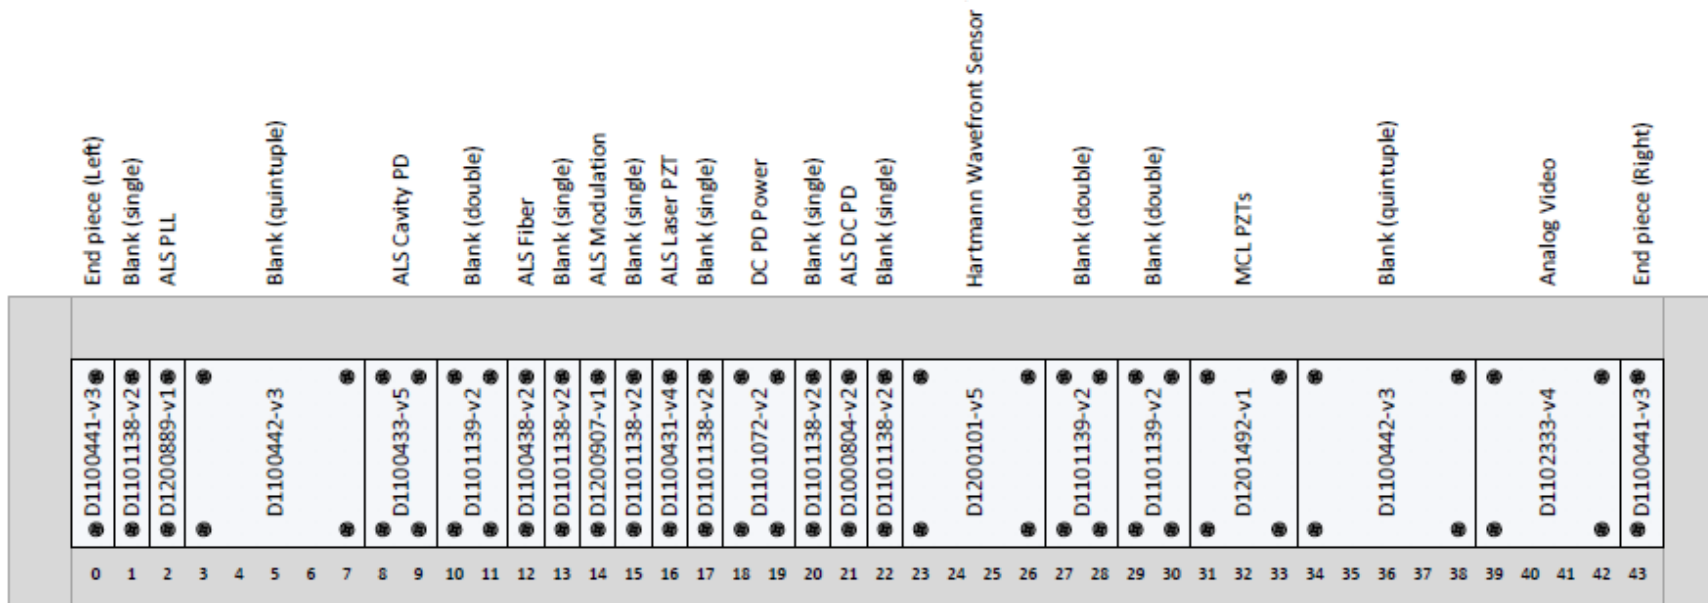 End piece (Left)
Blank (single)
ALS PLL
Blank (quintuple)
ALS Cavity PD
Blank (double)
ALS Fiber
Blank (single)
ALS Modulation
Blank (single)
ALS Laser PZT
Blank (single)
DC PD Power
Blank (single)
ALS DC PD
Blank (single)
Hartmann Wavefront Sensor
Blank (double)
Blank (double)
MCL PZTs
Blank (quintuple)
Analog Video
End piece (Right)
D1100441-v3
D1101138-v2
D1200889-v1
D1100442-v3
D1100433-v5
D1101139-v2
D1100438-v2
D1101138-v2
D1200907-v1
D1101138-v2
D1100431-v4
D1101138-v2
D1101072-v2
D1101138-v2
D1000804-v2
D1101138-v2
D1200101-v5
D1101139-v2
D1101139-v2
D1201492-v1
D1100442-v3
D1102333-v4
D1100441-v3
0 1 2 3 4 5 6 7 8 9 10 11 12 13 14 15 16 17 18 19 20 21 22 23 24 25 26 27 28 29 30 31 32 33 34 35 36 37 38 39 40 41 42 43